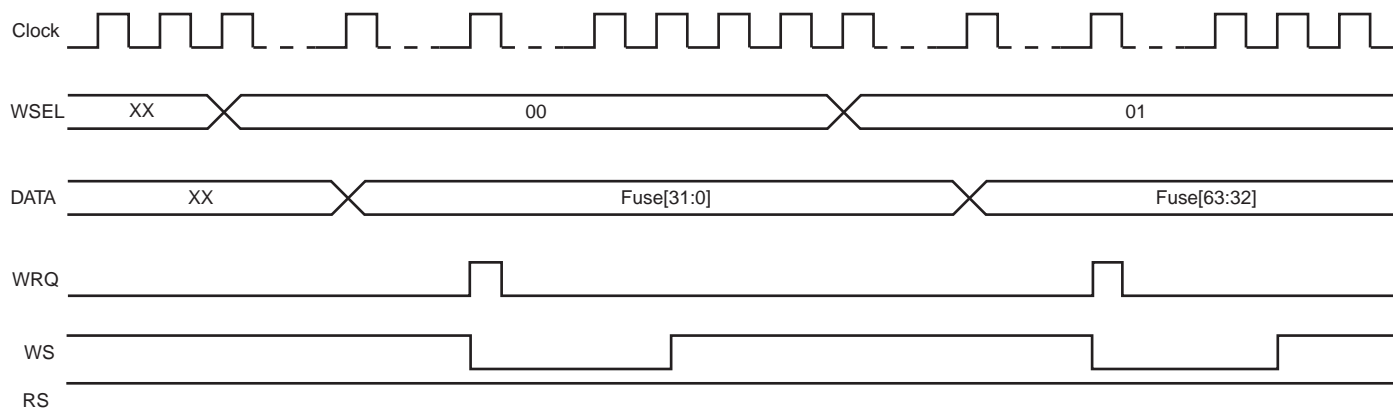 Clock
WSEL XX 00 01
DATA XX Fuse[31:0] Fuse[63:32]
WRQ
WS
RS